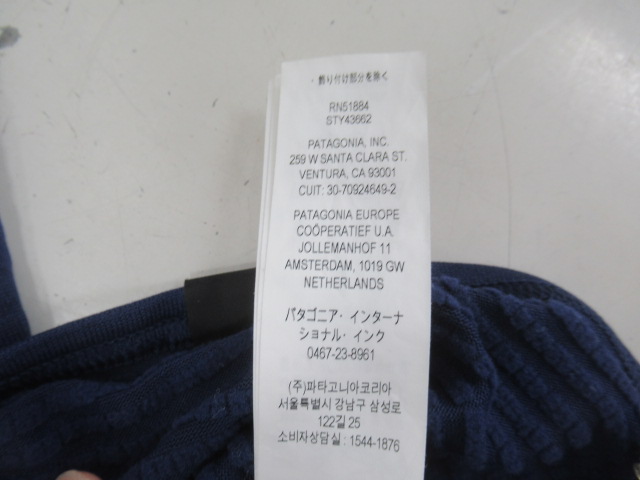 ・飾り付け部分を除く
RN51884
STY43662
PATAGONIA, INC.
259 W SANTA CLARA ST.
VENTURA, CA 93001
CUIT: 30-70924649-2
PATAGONIA EUROPE
COÖPERATIEF U.A.
JOLLEMANHOF 11
AMSTERDAM, 1019 GW
NETHERLANDS
パタゴニア・インターナ
ショナル・インク
0467-23-8961
(주)파타고니아코리아
서울특별시 강남구 삼성로
122길 25
소비자상담실 : 1544-1876